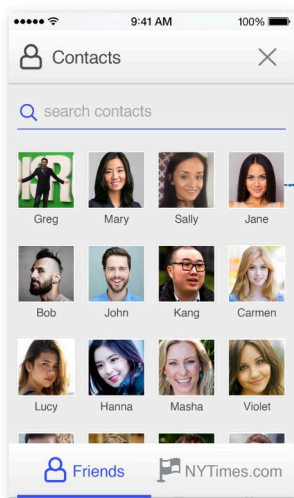 9:41 AM 100%
Contacts
search contacts
Greg Mary Sally Jane
Bob John Kang Carmen
Lucy Hanna Masha Violet
Friends NYTimes.com